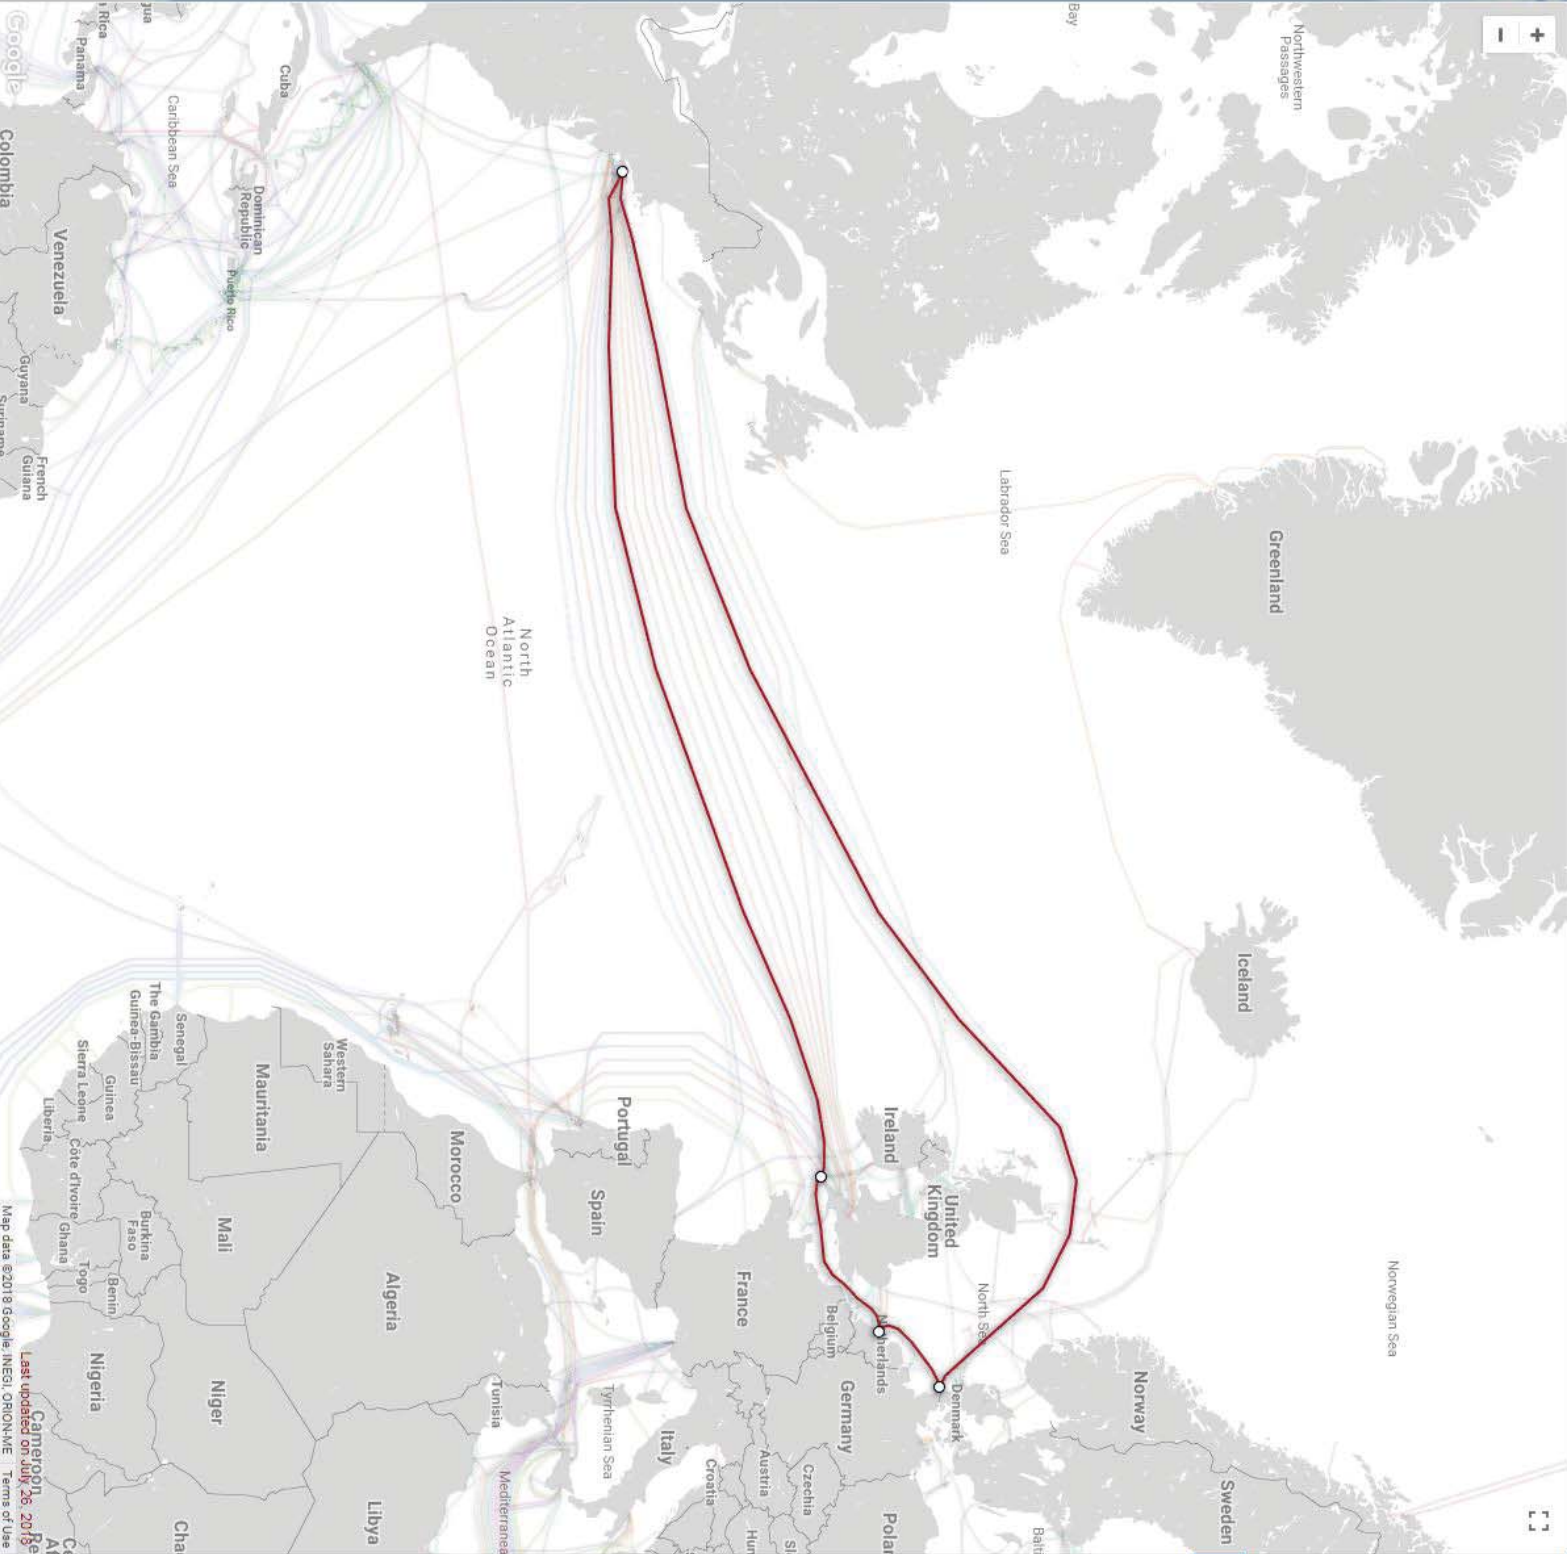 Bay
Northwestern
Passages
Cuba
Panama
Caribbean Sea
Colombia
Dominican
Republic
Puerto Rico
Venezuela
Guyana
French
Guiana
Labrador Sea
Greenland
North
Atlantic
Ocean
Iceland
Norwegian Sea
Ireland
United
Kingdom
North Sea
Norway
Sweden
Denmark
Belgium
Germany
France
Portugal
Spain
Italy
Czechia
Austria
Croatia
Tyrrhenian Sea
Tunisia
Morocco
Algeria
Libya
Western
Sahara
Mauritania
Mali
Niger
Senegal
The Gambia
Guinea-Bissau
Guinea
Sierra Leone
Liberia
Côte d'Ivoire
Burkina
Faso
Ghana
Togo
Benin
Nigeria
Cameroon
Google
Last updated on July 26, 2018
Map data ©2018 Google, INEGI, ORION-ME
Terms of Use